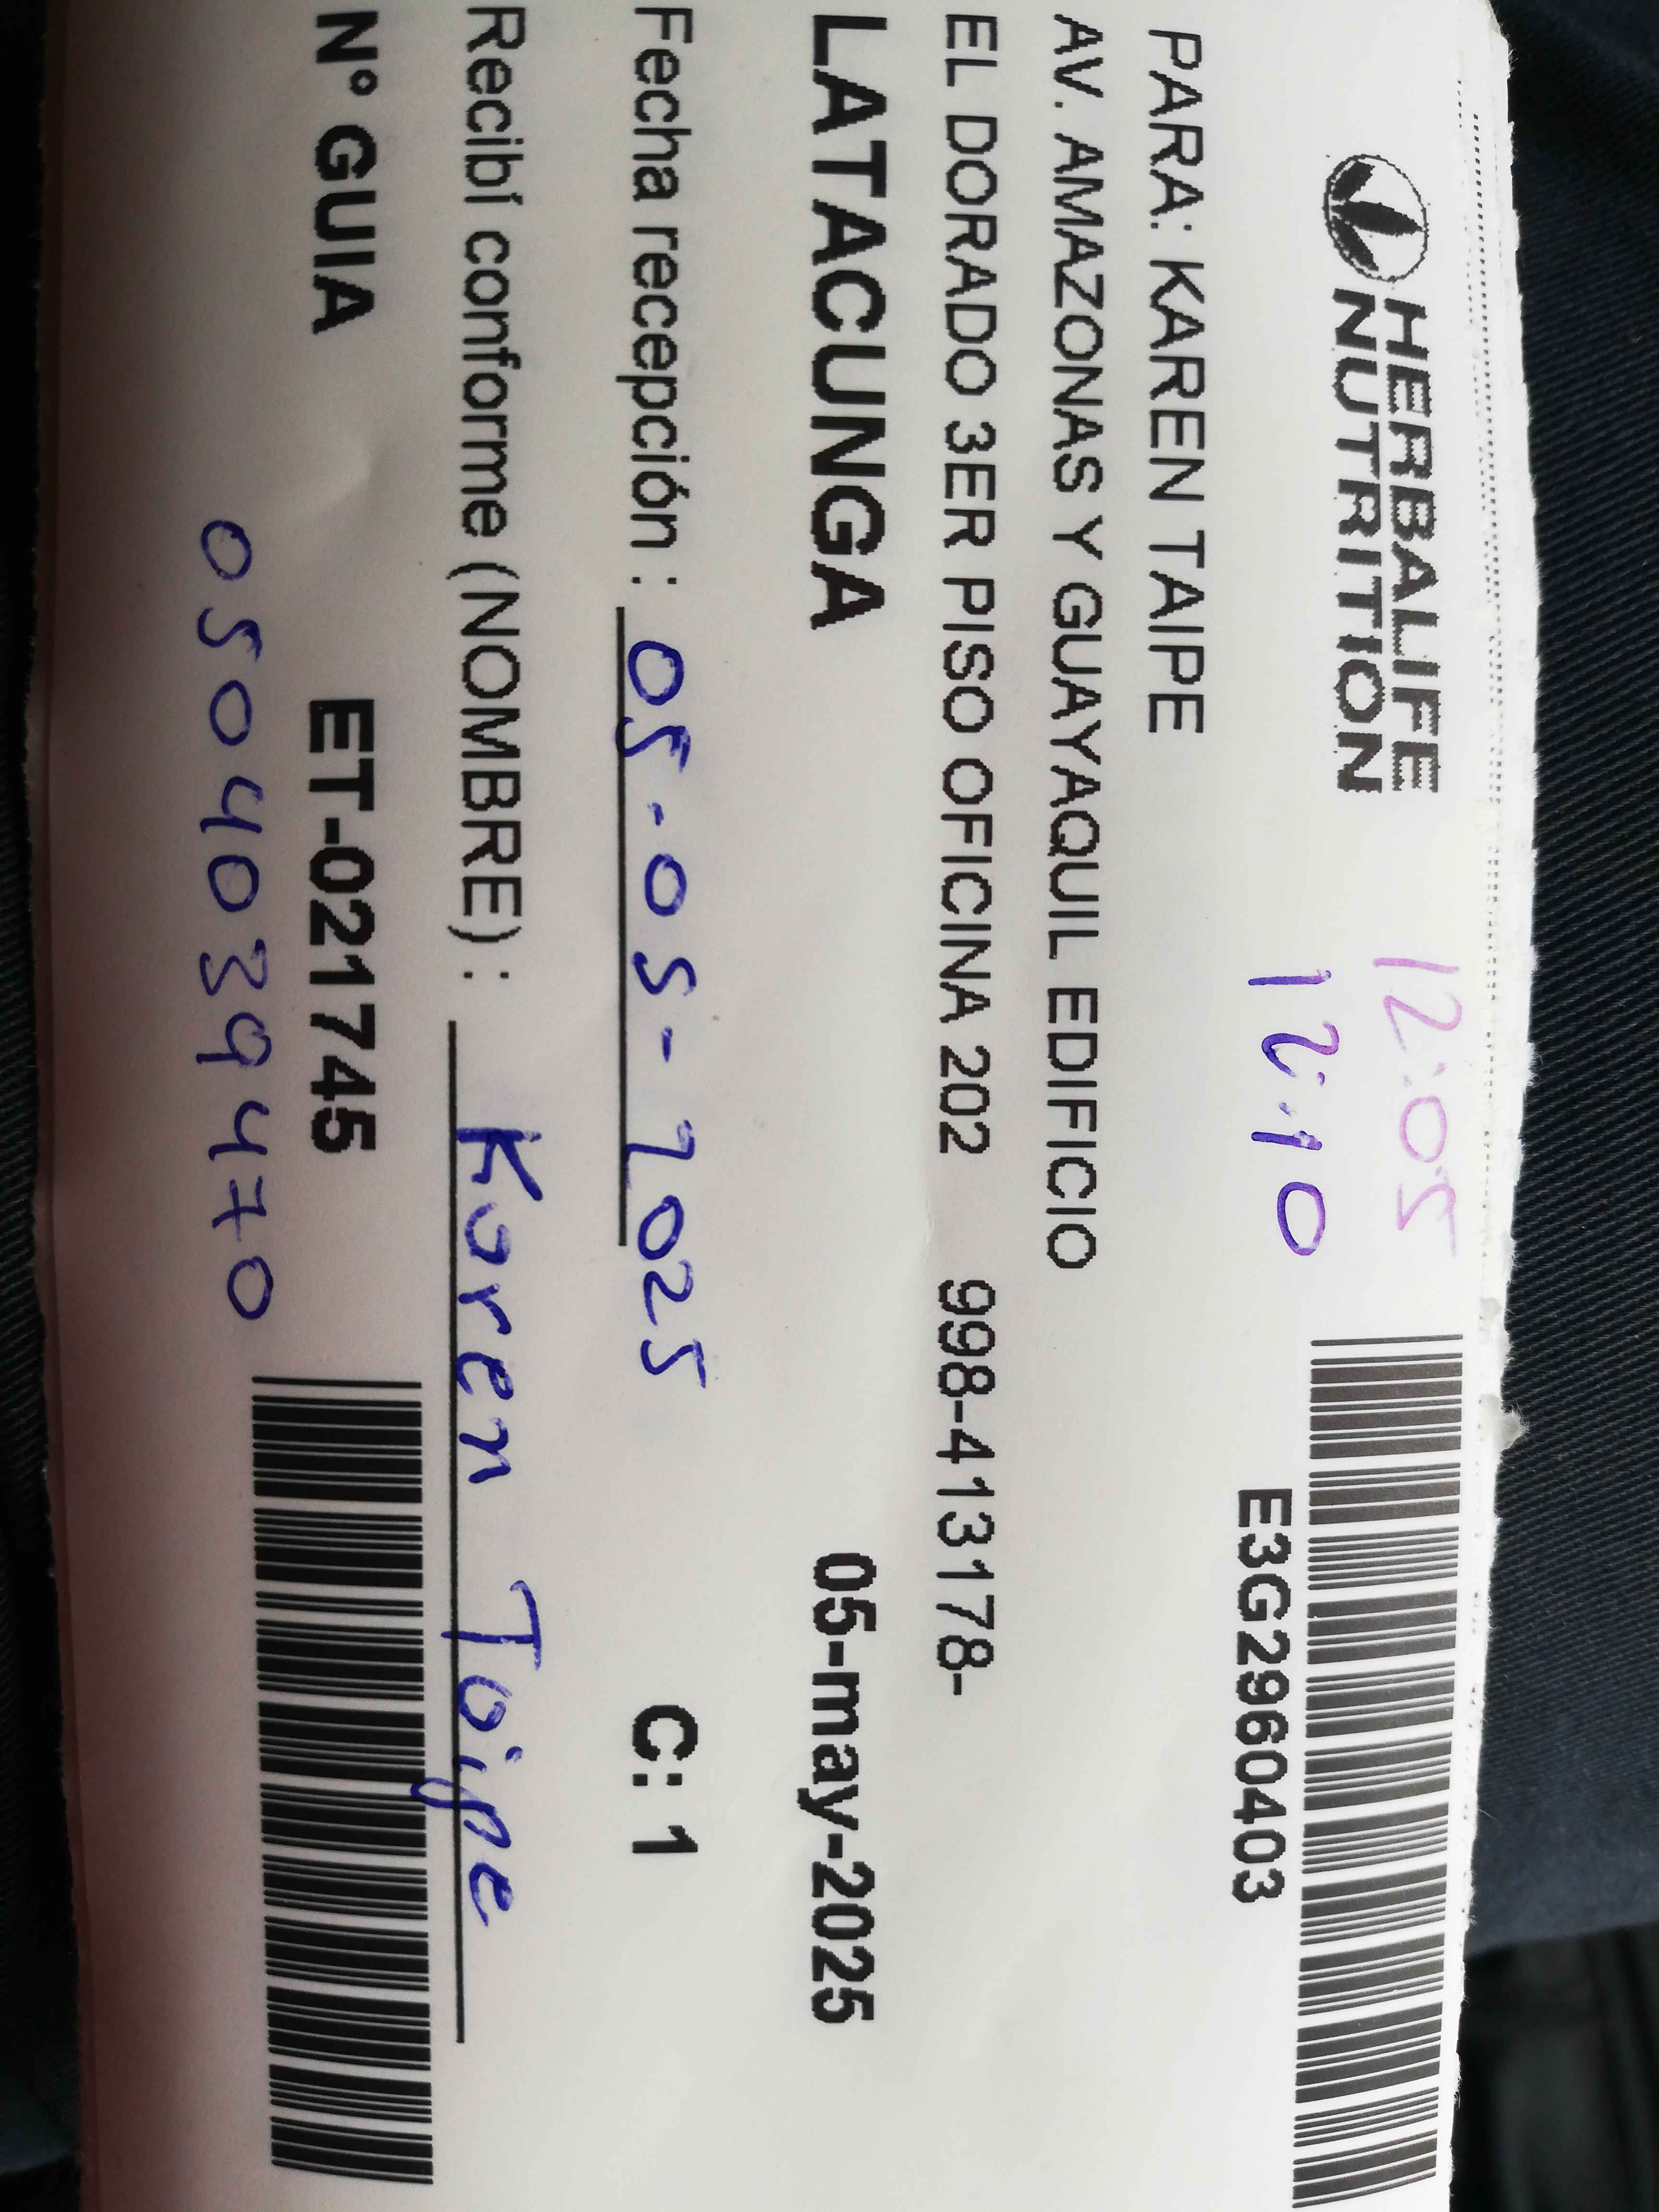 HERBALIFE
NUTRITION
12:05
12:10
E3G2960403
PARA: KAREN TAIPE
AV. AMAZONAS Y GUAYAQUIL EDIFICIO
EL DORADO 3ER PISO OFICINA 202 998-413178-
LATACUNGA 05-may-2025
Fecha recepción : 05-05-2025 C: 1
Recibí conforme (NOMBRE) : Karen Taipe
N° GUIA ET-021745
0504039470